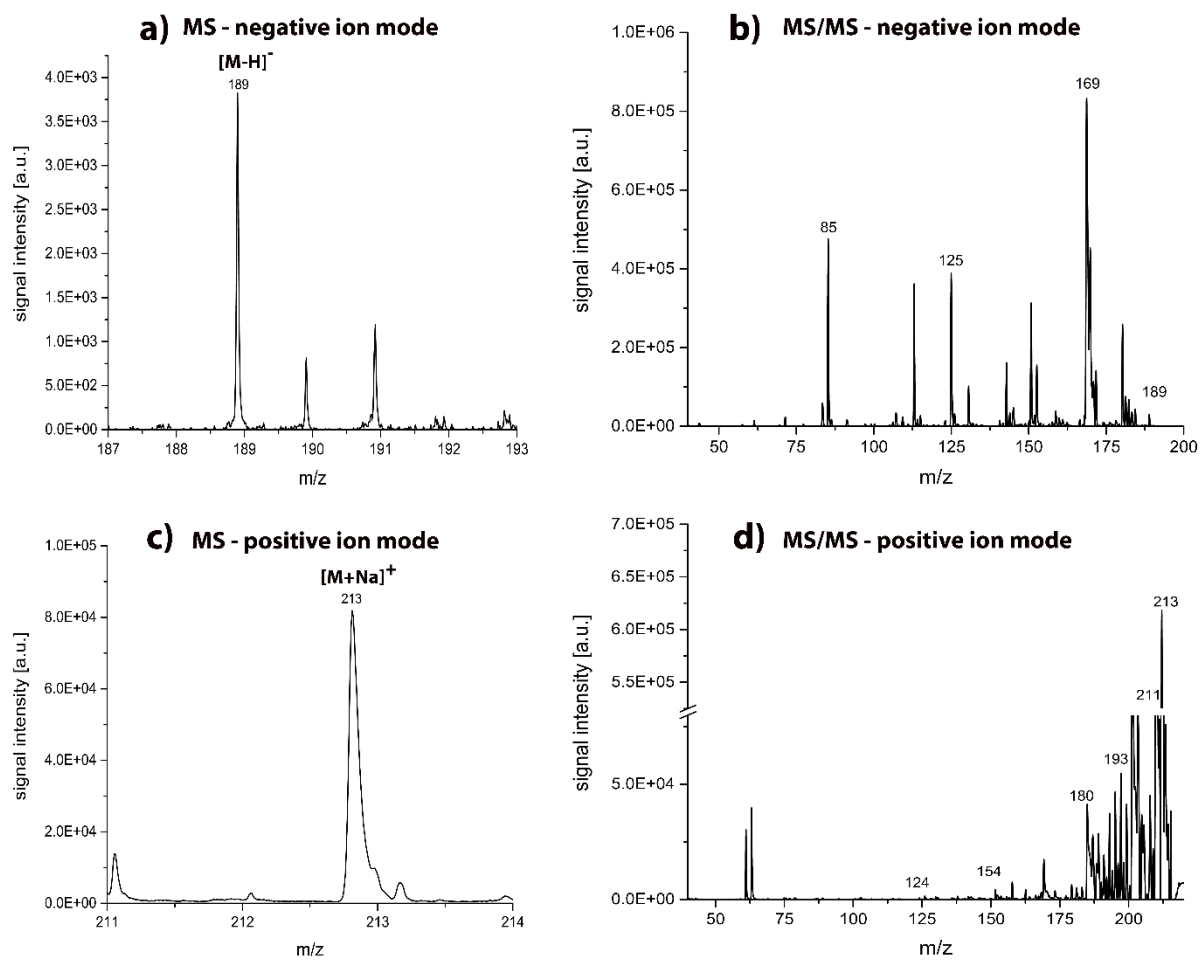 a) MS - negative ion mode
[M-H]-
189
4.0E+03
3.5E+03
3.0E+03
2.5E+03
2.0E+03
1.5E+03
1.0E+03
5.0E+02
0.0E+00
signal intensity [a.u.]
187 188 189 190 191 192 193
m/z
b) MS/MS - negative ion mode
1.0E+06
8.0E+05
6.0E+05
4.0E+05
2.0E+05
0.0E+00
signal intensity [a.u.]
169
85
125
189
50 75 100 125 150 175 200
m/z
c) MS - positive ion mode
[M+Na]+
213
1.0E+05
8.0E+04
6.0E+04
4.0E+04
2.0E+04
0.0E+00
signal intensity [a.u.]
211 212 213 214
m/z
d) MS/MS - positive ion mode
7.0E+05
6.5E+05
6.0E+05
5.5E+05
5.0E+04
0.0E+00
signal intensity [a.u.]
213
211
193
180
154
124
50 75 100 125 150 175 200
m/z